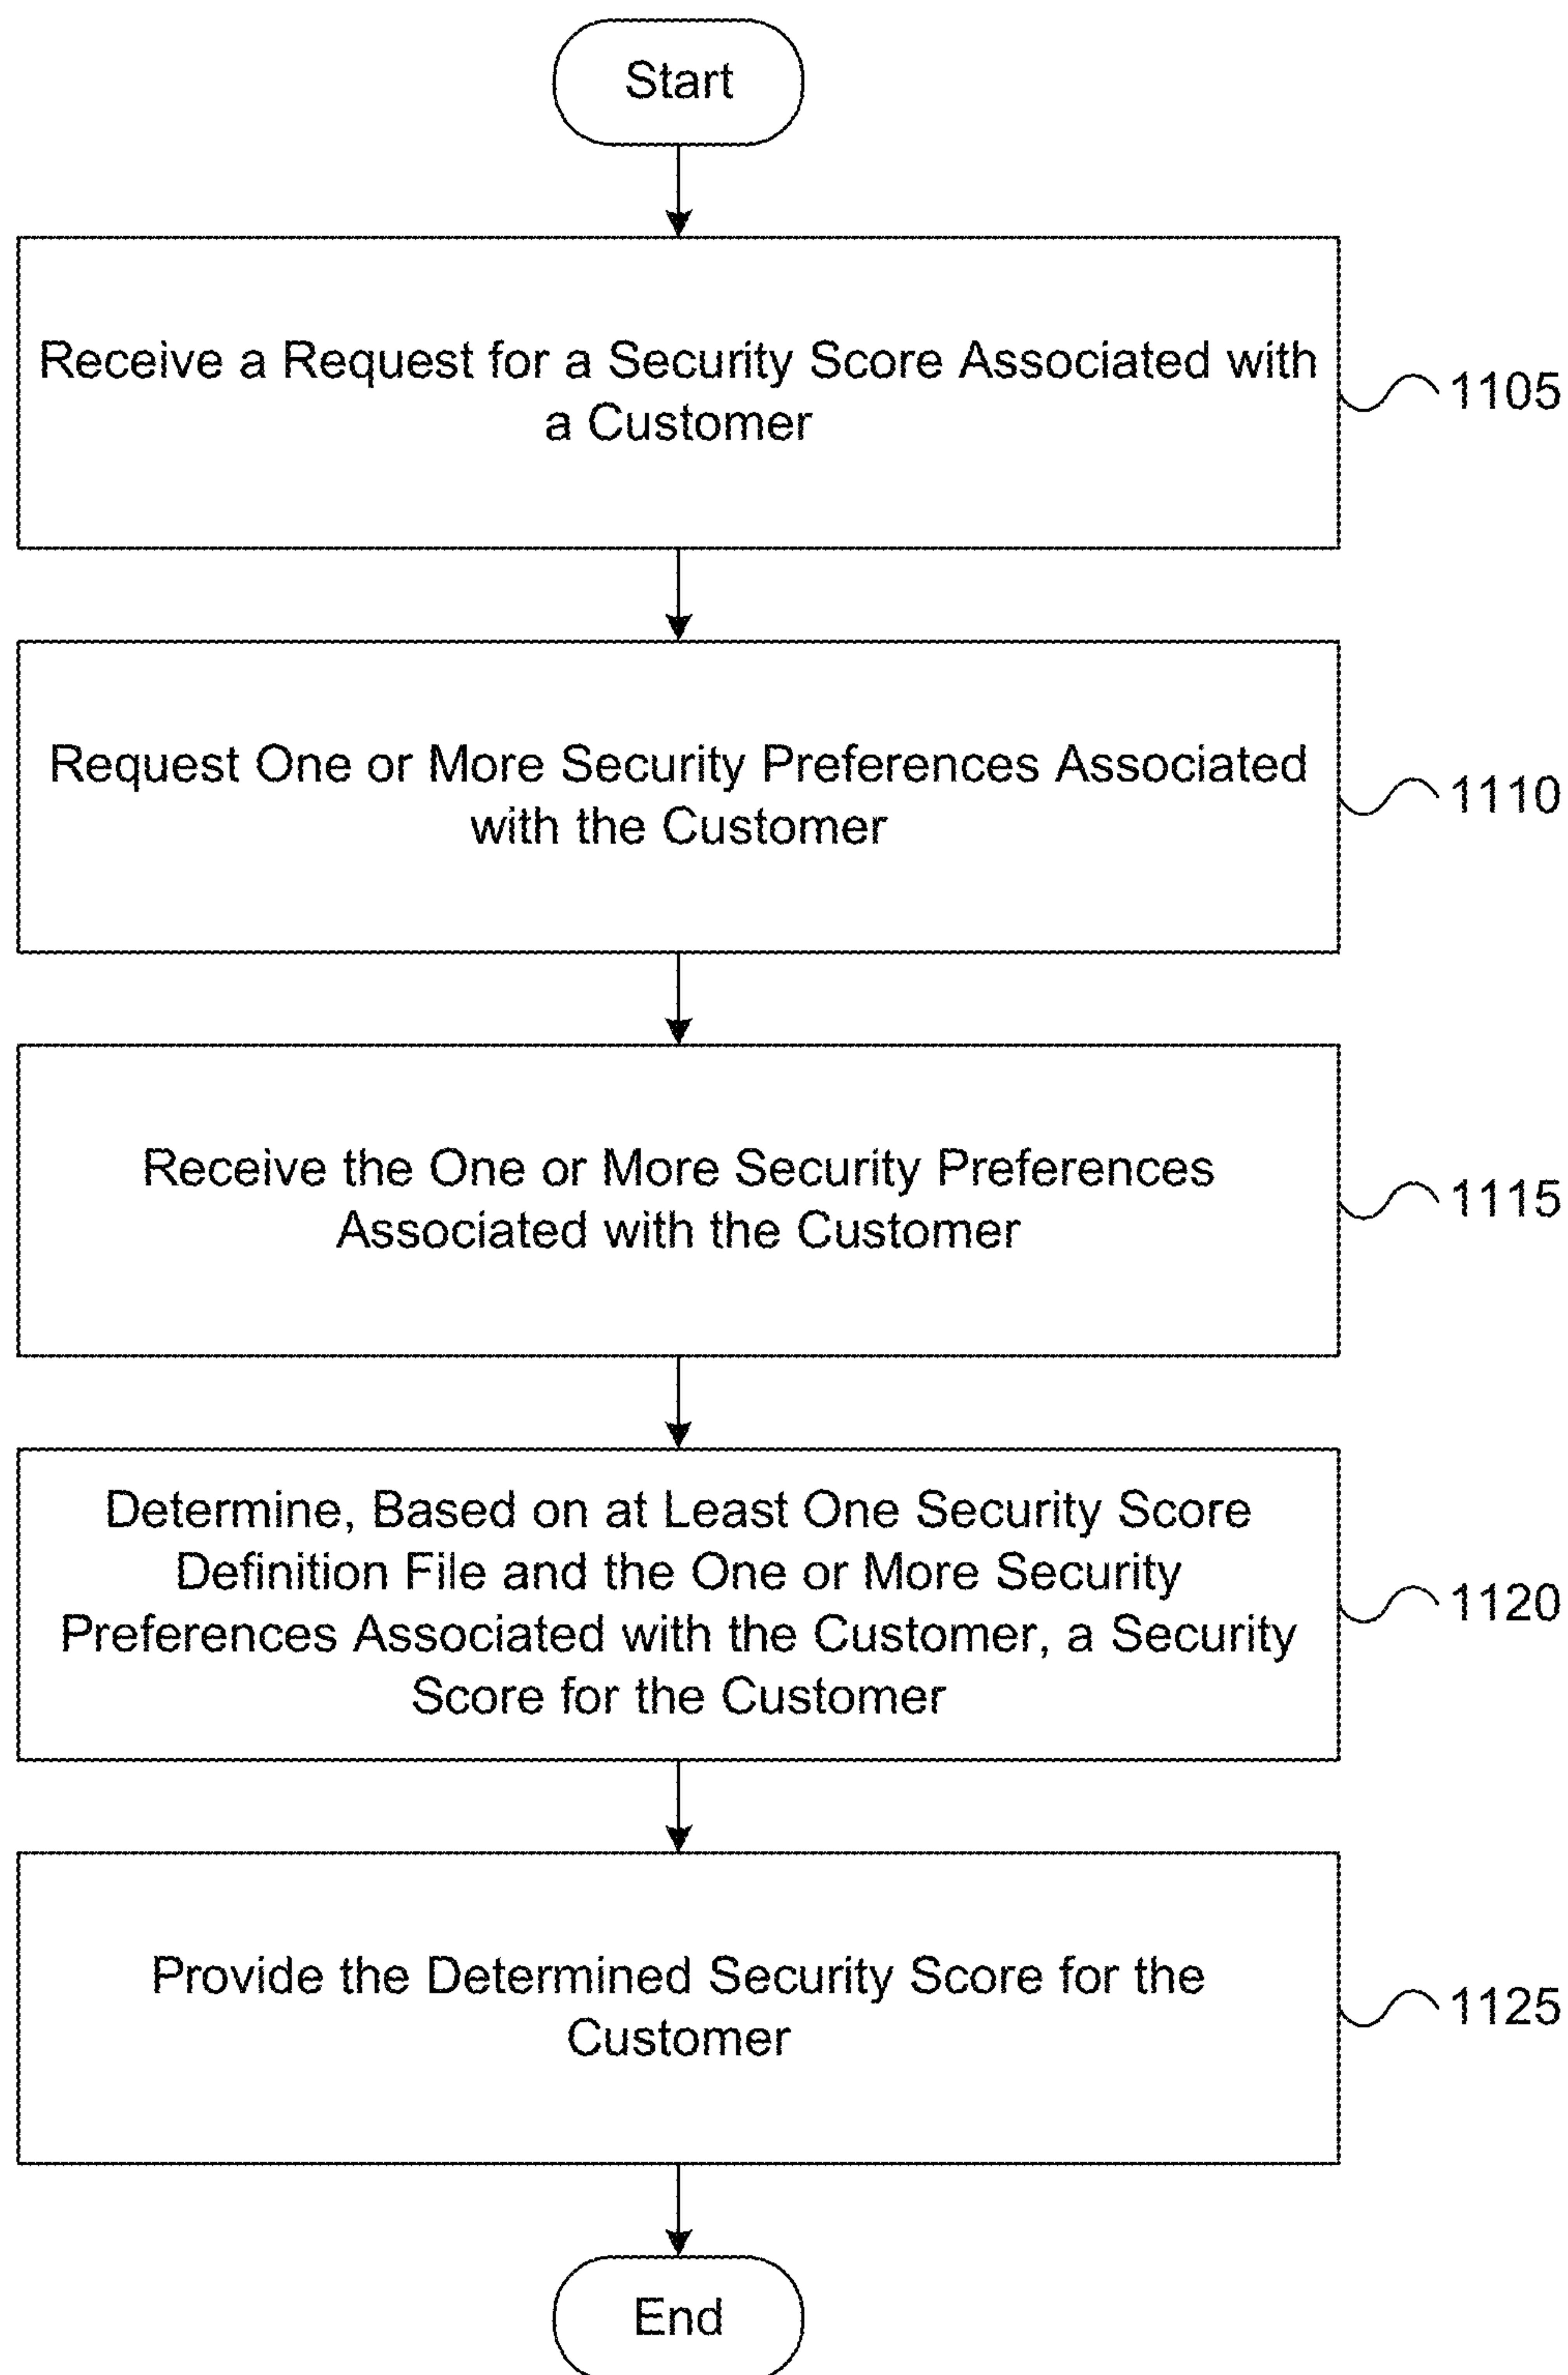 Start
Receive a Request for a Security Score Associated with
a Customer
1105
Request One or More Security Preferences Associated
with the Customer
1110
Receive the One or More Security Preferences
Associated with the Customer
1115
Determine, Based on at Least One Security Score
Definition File and the One or More Security
Preferences Associated with the Customer, a Security
Score for the Customer
1120
Provide the Determined Security Score for the
Customer
1125
End